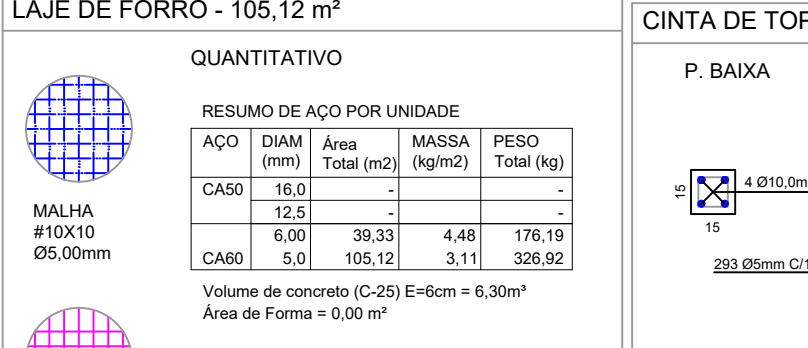 LAJE DE FORRO - 105,12 m²
QUANTITATIVO
RESUMO DE AÇO POR UNIDADE
AÇO DIAM (mm) Área Total (m2) MASSA (kg/m2) PESO Total (kg)
CA50 16,0 - -
12,5 - -
6,00 39,33 4,48 176,19
CA60 5,0 105,12 3,11 326,92
Volume de concreto (C-25) E=6cm = 6,30m³
Área de Forma = 0,00 m²
MALHA
#10X10
Ø5,00mm
CINTA DE TOP
P. BAIXA
15
4 Ø10,0m
15
293 Ø5mm C/1